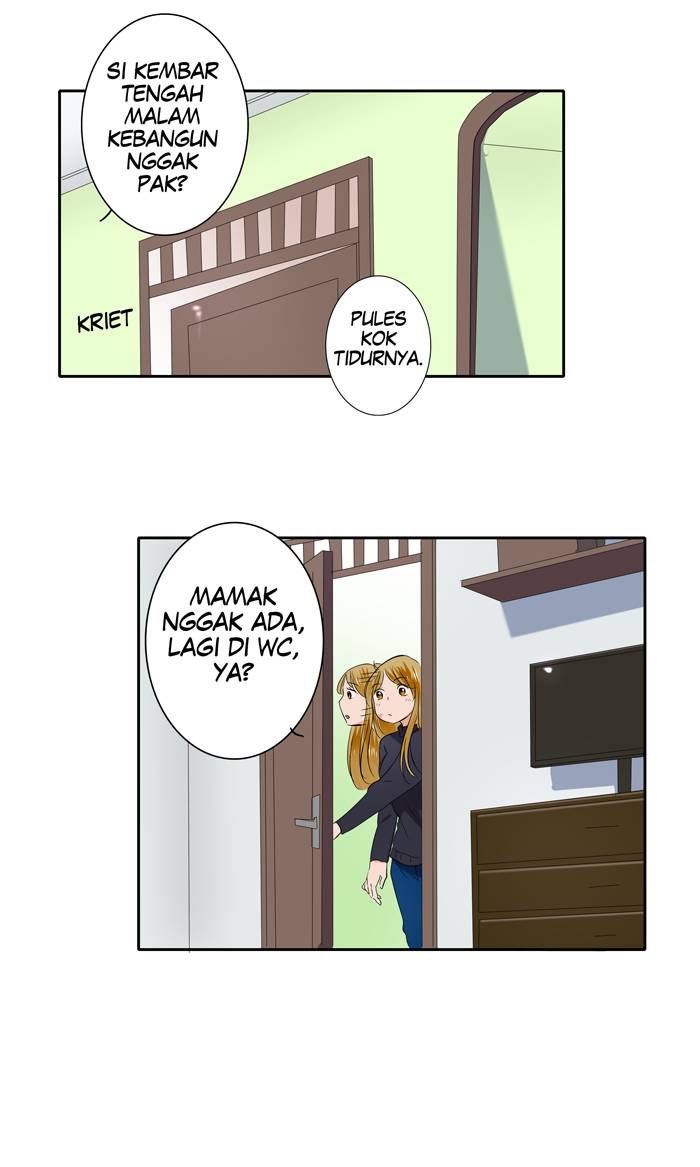 SI KEMBAR
TENGAH
MALAM
KEBANGUN
NGGAK
PAK?
KRIET
PULES
KOK
TIDURNYA.
MAMAK
NGGAK ADA,
LAGI DI WC,
YA?